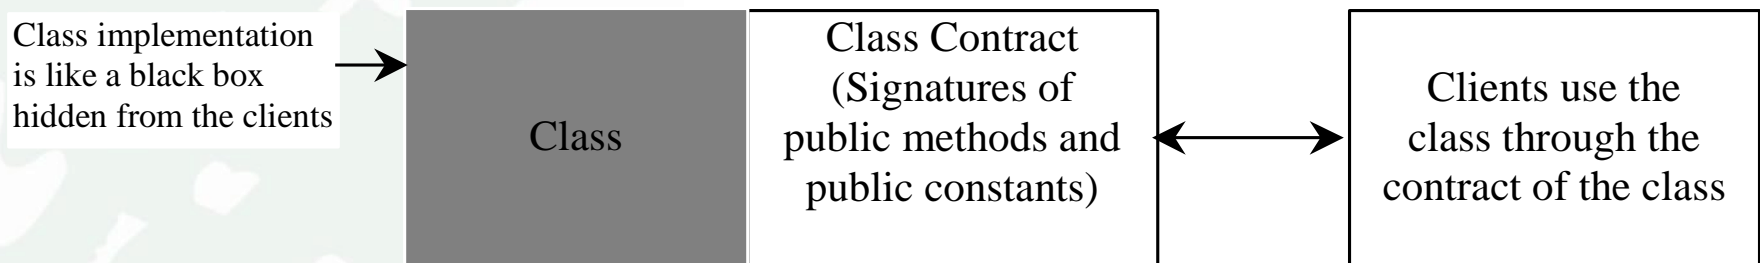 Class implementation
is like a black box
hidden from the clients
Class
Class Contract
(Signatures of
public methods and
public constants)
Clients use the
class through the
contract of the class